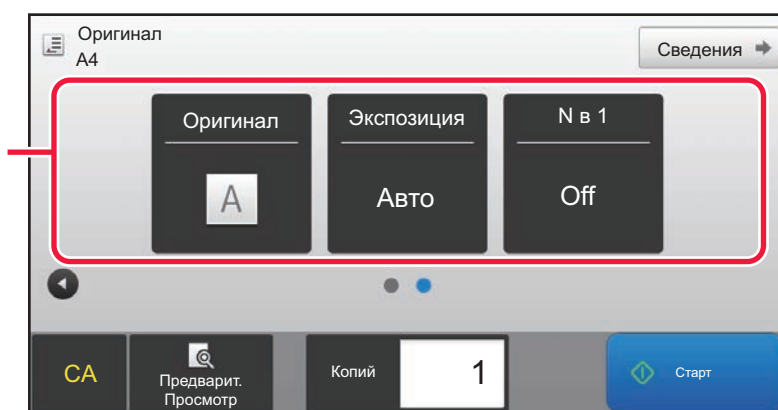 Оригинал
A4
Сведения
Оригинал
Экспозиция
N в 1
A
Авто
Off
CA
Предварит.
Просмотр
Копий
1
Старт